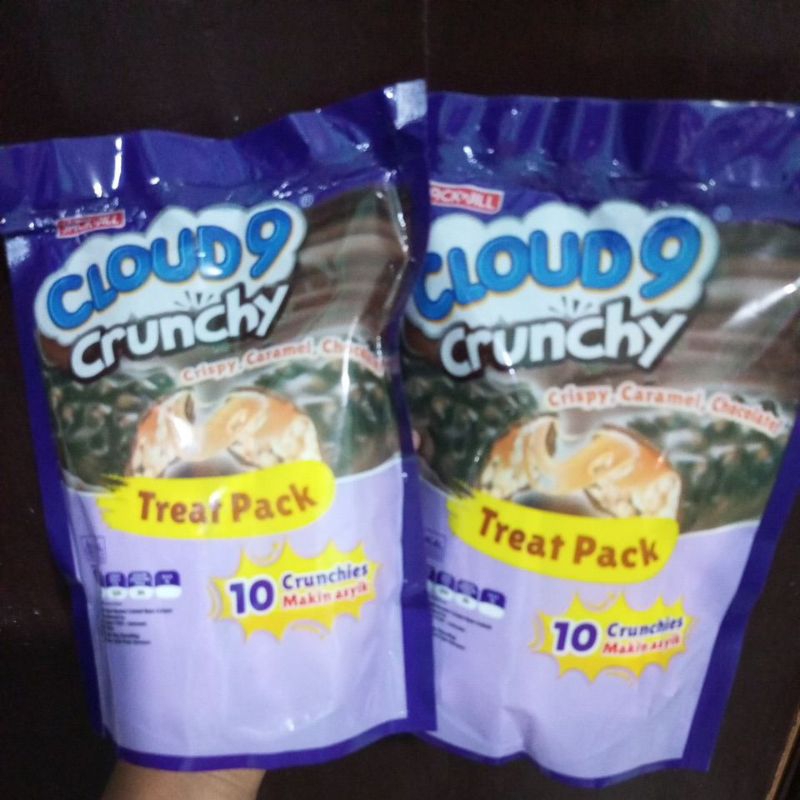 JACK'n JILL
CLOUD 9
Crunchy
Crispy, Caramel, Chocolate
Treat Pack
10 Crunchies
Makin asyik
CLOUD 9
Crunchy
Crispy, Caramel, Chocolate!
Treat Pack
10 Crunchies
Makin asyik